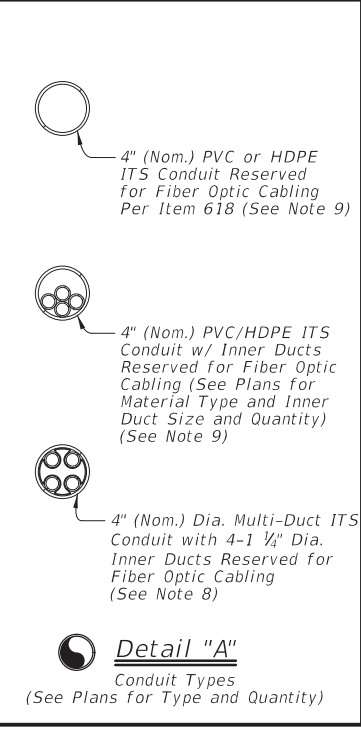 4" (Nom.) PVC or HDPE
ITS Conduit Reserved
for Fiber Optic Cabling
Per Item 618 (See Note 9)
4" (Nom.) PVC/HDPE ITS
Conduit w/ Inner Ducts
Reserved for Fiber Optic
Cabling (See Plans for
Material Type and Inner
Duct Size and Quantity)
(See Note 9)
4" (Nom.) Dia. Multi-Duct ITS
Conduit with 4-1 ¼" Dia.
Inner Ducts Reserved for
Fiber Optic Cabling
(See Note 8)
Detail "A"
Conduit Types
(See Plans for Type and Quantity)